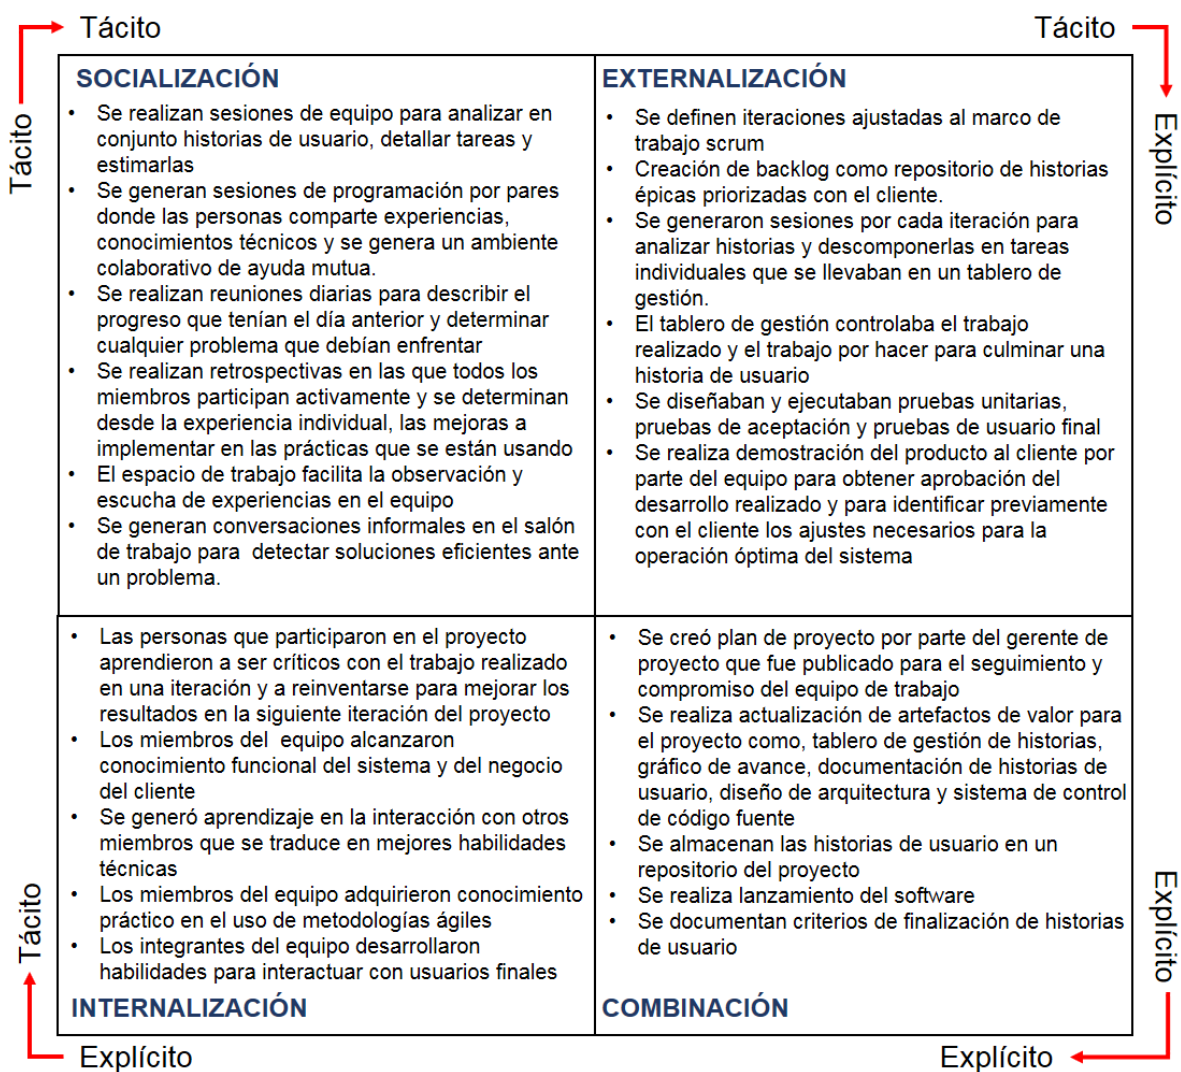 Tácito
Tácito
Tácito
Explícito
SOCIALIZACIÓN
• Se realizan sesiones de equipo para analizar en
conjunto historias de usuario, detallar tareas y
estimarlas
• Se generan sesiones de programación por pares
donde las personas comparte experiencias,
conocimientos técnicos y se genera un ambiente
colaborativo de ayuda mutua.
• Se realizan reuniones diarias para describir el
progreso que tenían el día anterior y determinar
cualquier problema que debían enfrentar
• Se realizan retrospectivas en las que todos los
miembros participan activamente y se determinan
desde la experiencia individual, las mejoras a
implementar en las prácticas que se están usando
• El espacio de trabajo facilita la observación y
escucha de experiencias en el equipo
• Se generan conversaciones informales en el salón
de trabajo para detectar soluciones eficientes ante
un problema.
EXTERNALIZACIÓN
• Se definen iteraciones ajustadas al marco de
trabajo scrum
• Creación de backlog como repositorio de historias
épicas priorizadas con el cliente.
• Se generaron sesiones por cada iteración para
analizar historias y descomponerlas en tareas
individuales que se llevaban en un tablero de
gestión.
• El tablero de gestión controlaba el trabajo
realizado y el trabajo por hacer para culminar una
historia de usuario
• Se diseñaban y ejecutaban pruebas unitarias,
pruebas de aceptación y pruebas de usuario final
• Se realiza demostración del producto al cliente por
parte del equipo para obtener aprobación del
desarrollo realizado y para identificar previamente
con el cliente los ajustes necesarios para la
operación óptima del sistema
• Las personas que participaron en el proyecto
aprendieron a ser críticos con el trabajo realizado
en una iteración y a reinventarse para mejorar los
resultados en la siguiente iteración del proyecto
• Los miembros del equipo alcanzaron
conocimiento funcional del sistema y del negocio
del cliente
• Se generó aprendizaje en la interacción con otros
miembros que se traduce en mejores habilidades
técnicas
• Los miembros del equipo adquirieron conocimiento
práctico en el uso de metodologías ágiles
• Los integrantes del equipo desarrollaron
habilidades para interactuar con usuarios finales
INTERNALIZACIÓN
• Se creó plan de proyecto por parte del gerente de
proyecto que fue publicado para el seguimiento y
compromiso del equipo de trabajo
• Se realiza actualización de artefactos de valor para
el proyecto como, tablero de gestión de historias,
gráfico de avance, documentación de historias de
usuario, diseño de arquitectura y sistema de control
de código fuente
• Se almacenan las historias de usuario en un
repositorio del proyecto
• Se realiza lanzamiento del software
• Se documentan criterios de finalización de historias
de usuario
COMBINACIÓN
Tácito
Explícito
Explícito
Explícito